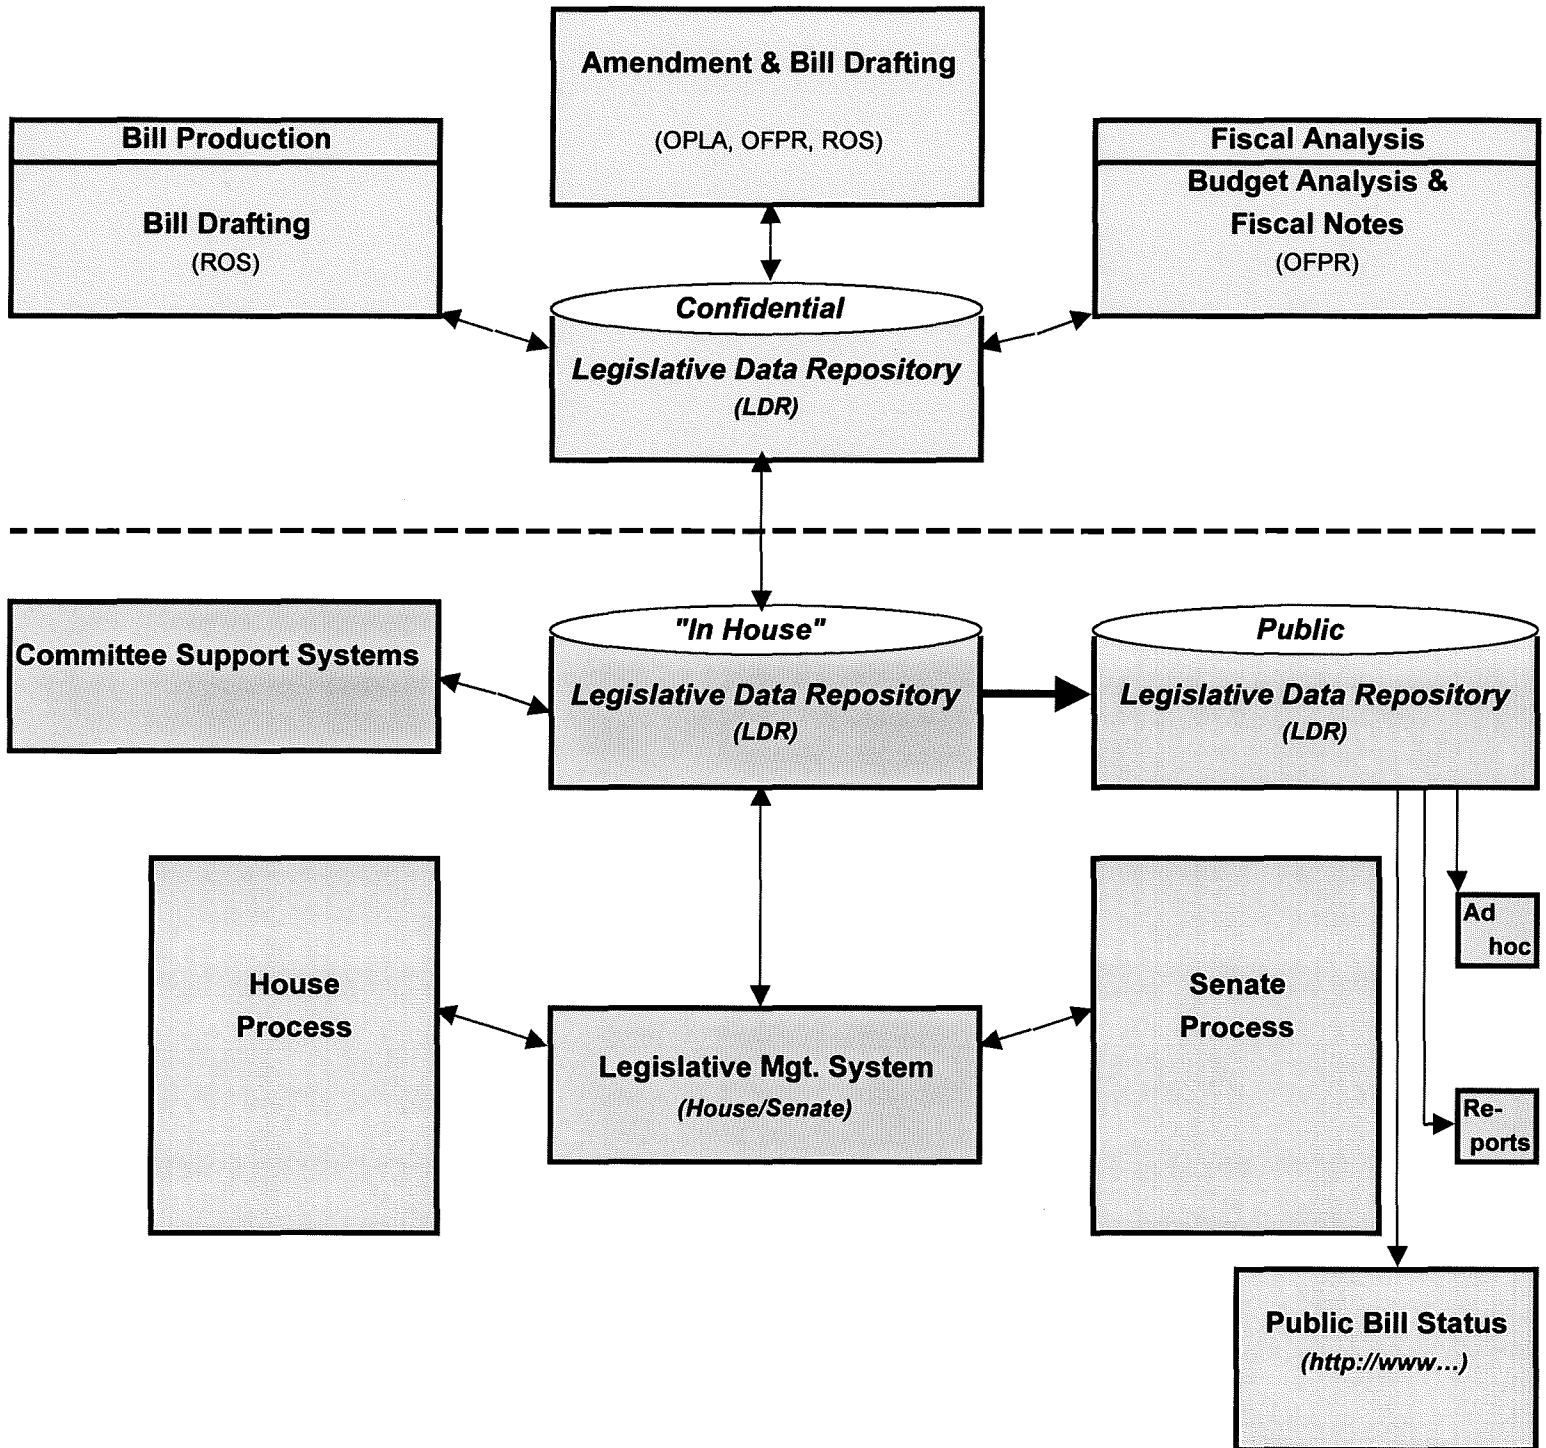 Amendment & Bill Drafting
(OPLA, OFPR, ROS)
Bill Production
Bill Drafting
(ROS)
Fiscal Analysis
Budget Analysis &
Fiscal Notes
(OFPR)
Confidential
Legislative Data Repository
(LDR)
Committee Support Systems
"In House"
Legislative Data Repository
(LDR)
Public
Legislative Data Repository
(LDR)
House
Process
Legislative Mgt. System
(House/Senate)
Senate
Process
Ad
hoc
Re-
ports
Public Bill Status
(http://www...)